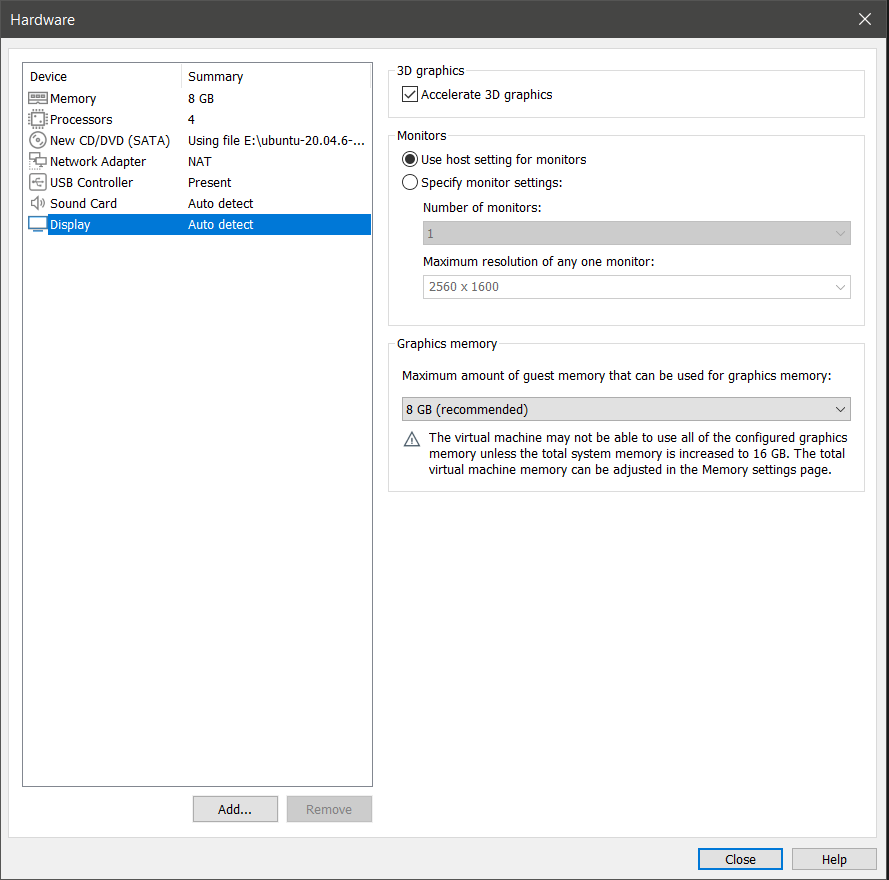 Hardware
Device Summary
Memory 8 GB
Processors 4
New CD/DVD (SATA) Using file E:\ubuntu-20.04.6-...
Network Adapter NAT
USB Controller Present
Sound Card Auto detect
Display Auto detect
Add... Remove
3D graphics
Accelerate 3D graphics
Monitors
Use host setting for monitors
Specify monitor settings:
Number of monitors:
1
Maximum resolution of any one monitor:
2560 x 1600
Graphics memory
Maximum amount of guest memory that can be used for graphics memory:
8 GB (recommended)
The virtual machine may not be able to use all of the configured graphics
memory unless the total system memory is increased to 16 GB. The total
virtual machine memory can be adjusted in the Memory settings page.
Close Help